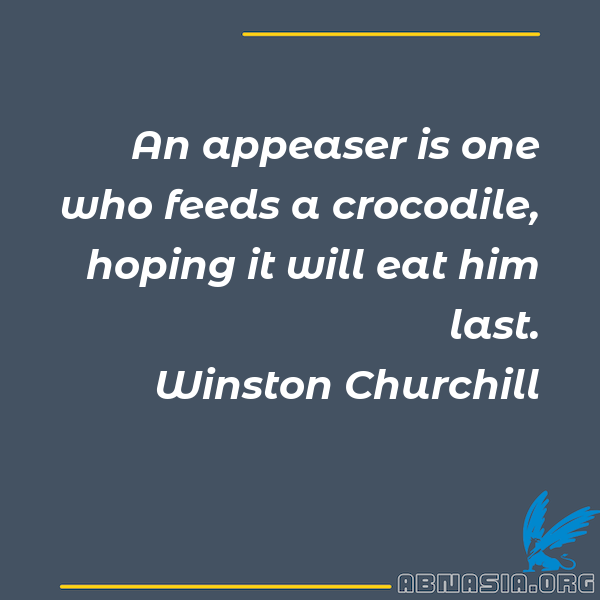 An appeaser is one
who feeds a crocodile,
hoping it will eat him
last.
Winston Churchill
ABNASIA.ORG